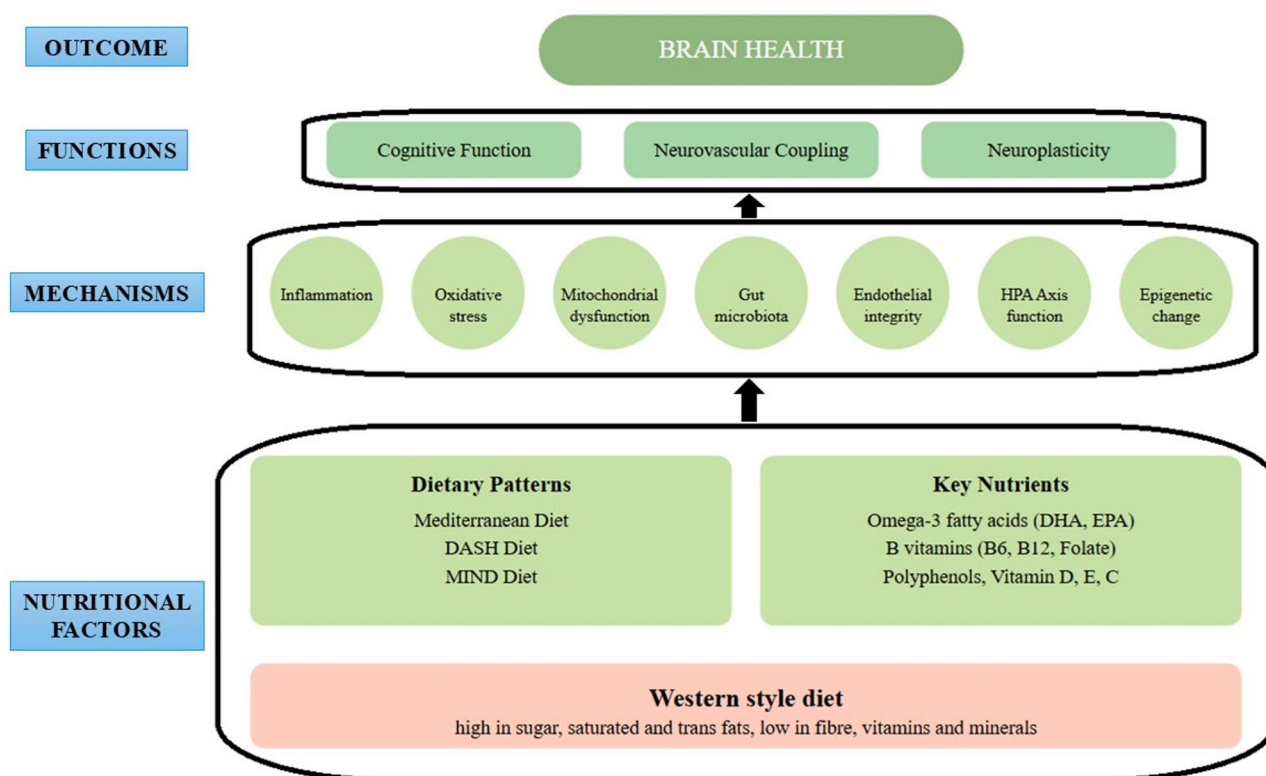 OUTCOME
BRAIN HEALTH
FUNCTIONS
Cognitive Function
Neurovascular Coupling
Neuroplasticity
MECHANISMS
Inflammation
Oxidative
stress
Mitochondrial
dysfunction
Gut
microbiota
Endothelial
integrity
HPA Axis
function
Epigenetic
change
NUTRITIONAL
FACTORS
Dietary Patterns
Mediterranean Diet
DASH Diet
MIND Diet
Key Nutrients
Omega-3 fatty acids (DHA, EPA)
B vitamins (B6, B12, Folate)
Polyphenols, Vitamin D, E, C
Western style diet
high in sugar, saturated and trans fats, low in fibre, vitamins and minerals